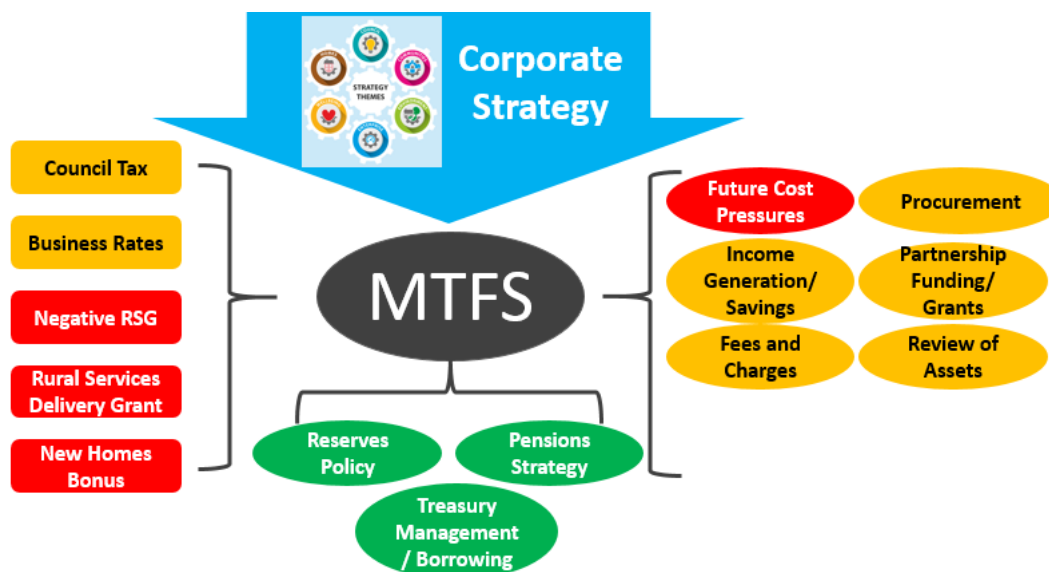 Corporate
Strategy
STRATEGY
THEMES
Council Tax
Business Rates
Negative RSG
Rural Services
Delivery Grant
New Homes
Bonus
MTFS
Future Cost
Pressures
Procurement
Income
Generation/
Savings
Partnership
Funding/
Grants
Fees and
Charges
Review of
Assets
Reserves
Policy
Pensions
Strategy
Treasury
Management
/ Borrowing